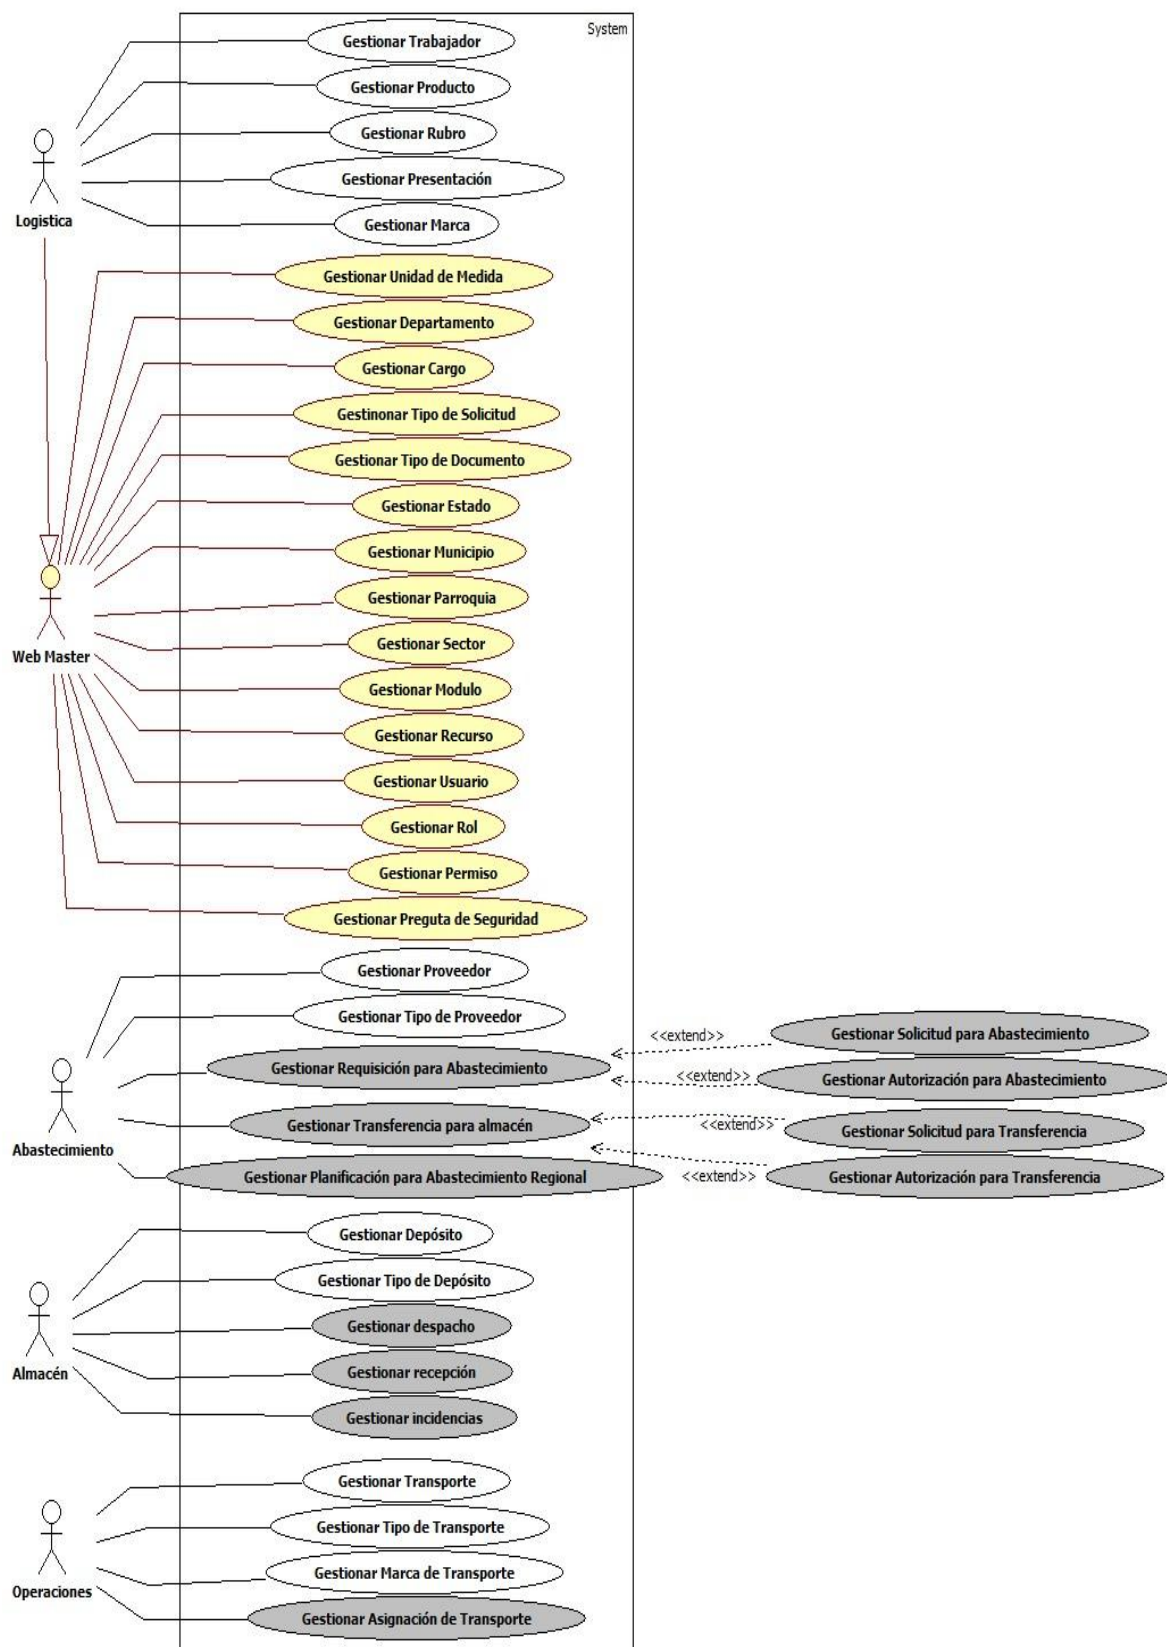 System
Gestionar Trabajador
Gestionar Producto
Gestionar Rubro
Gestionar Presentación
Logistica
Gestionar Marca
Gestionar Unidad de Medida
Gestionar Departamento
Gestionar Cargo
Gestinonar Tipo de Solicitud
Gestionar Tipo de Documento
Gestionar Estado
Gestionar Municipio
Gestionar Parroquia
Gestionar Sector
Web Master
Gestionar Modulo
Gestionar Recurso
Gestionar Usuario
Gestionar Rol
Gestionar Permiso
Gestionar Preguta de Seguridad
Gestionar Proveedor
Gestionar Tipo de Proveedor
<<extend>>
Gestionar Solicitud para Abastecimiento
Gestionar Requisición para Abastecimiento
<<extend>>
Gestionar Autorización para Abastecimiento
Gestionar Transferencia para almacén
<<extend>>
Gestionar Solicitud para Transferencia
Abastecimiento
Gestionar Planificación para Abastecimiento Regional
<<extend>>
Gestionar Autorización para Transferencia
Gestionar Depósito
Gestionar Tipo de Depósito
Gestionar despacho
Almacén
Gestionar recepción
Gestionar incidencias
Gestionar Transporte
Gestionar Tipo de Transporte
Gestionar Marca de Transporte
Operaciones
Gestionar Asignación de Transporte